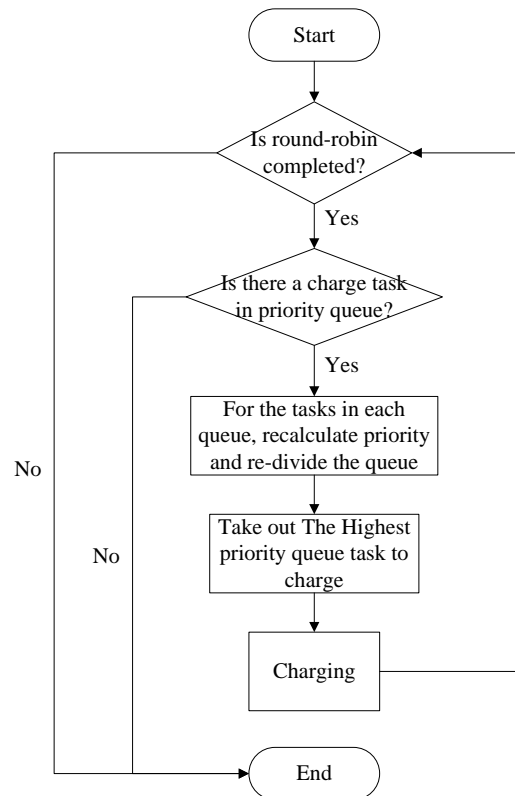 Start
Is round-robin
completed?
Yes
Is there a charge task
in priority queue?
Yes
For the tasks in each
queue, recalculate priority
and re-divide the queue
No
Take out The Highest
priority queue task to
charge
No
Charging
End